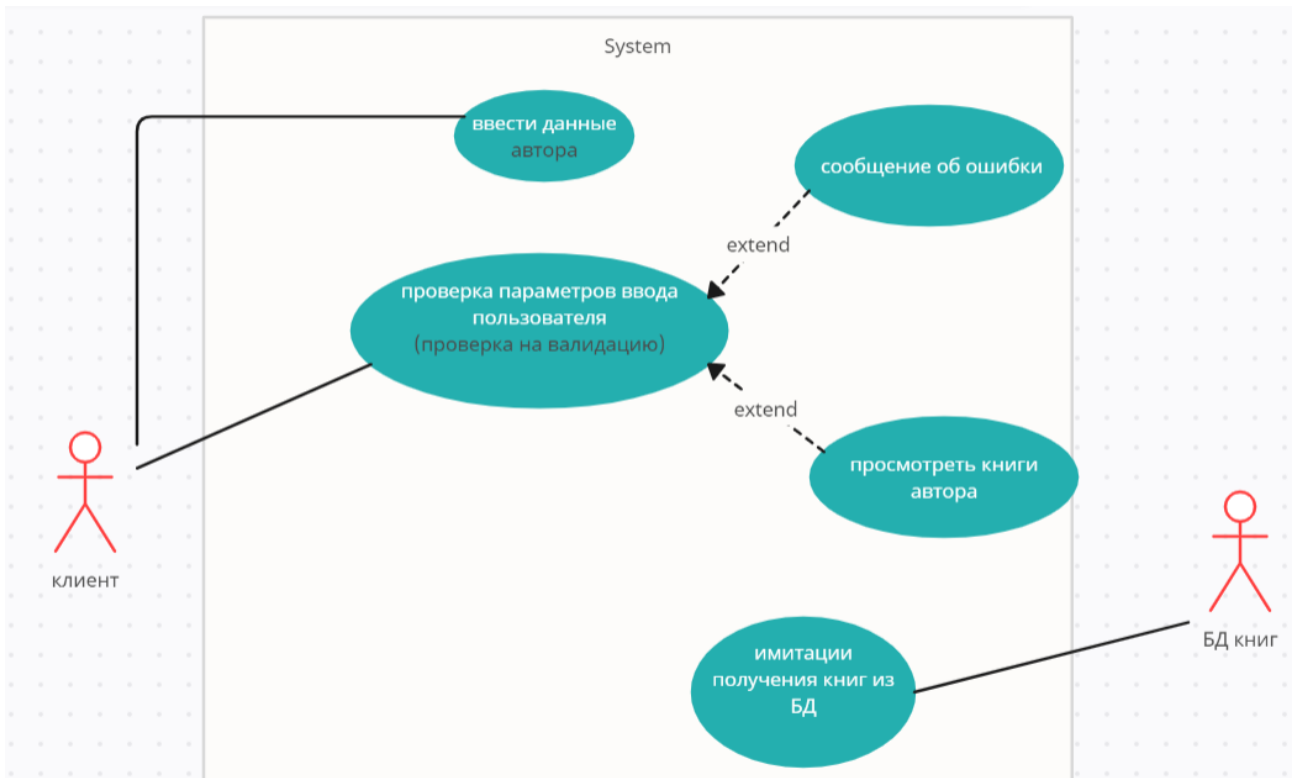 System
ввести данные
автора
сообщение об ошибки
extend
проверка параметров ввода
пользователя
(проверка на валидацию)
extend
просмотреть книги
автора
клиент
БД книг
имитации
получения книг из
БД